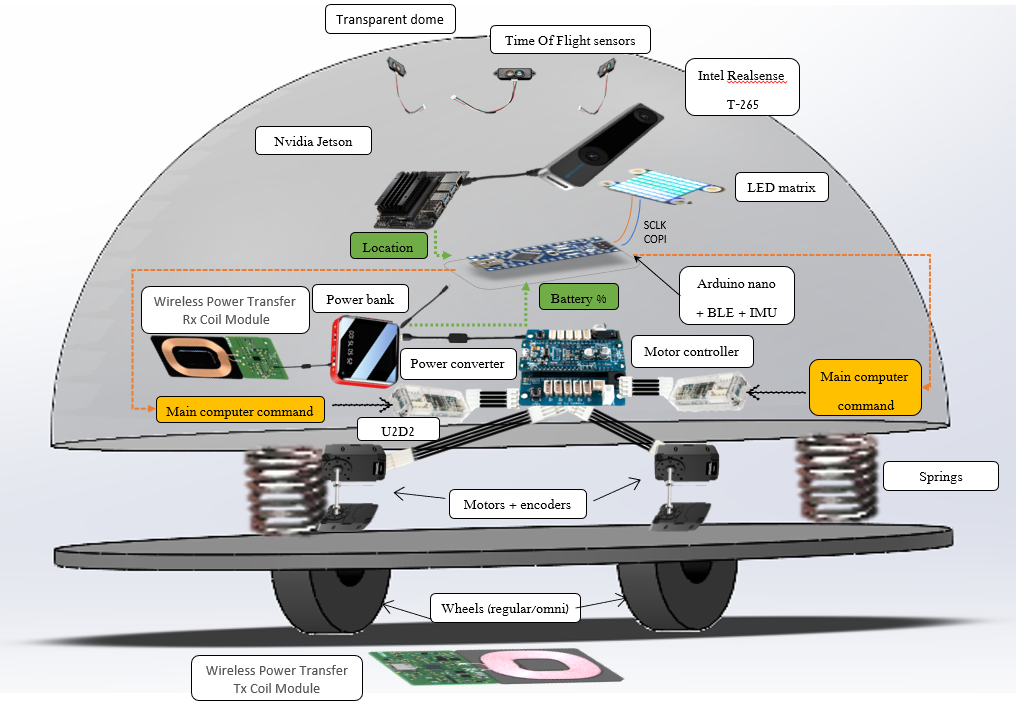 Transparent dome
Time Of Flight sensors
Intel Realsense
T-265
Nvidia Jetson
LED matrix
SCLK
COPI
Location
Arduino nano
+ BLE + IMU
Wireless Power Transfer
Rx Coil Module
Power bank
Battery %
Power converter
Motor controller
Main computer
command
Main computer command
U2D2
Springs
Motors + encoders
Wheels (regular/omni)
Wireless Power Transfer
Tx Coil Module